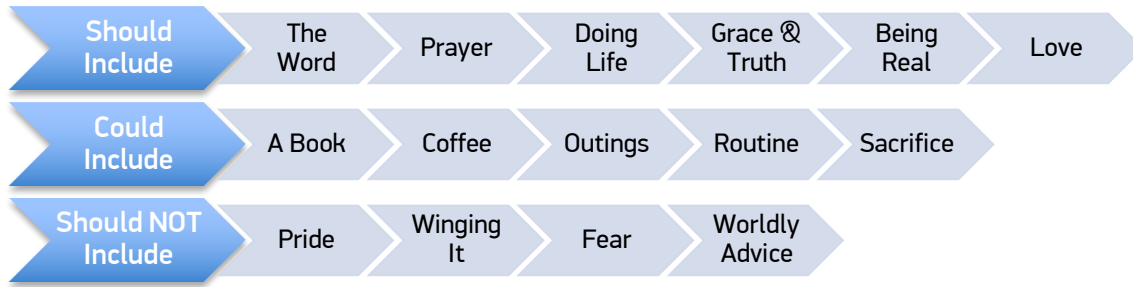 Should
Include
The
Word
Prayer
Doing
Life
Grace &
Truth
Being
Real
Love
Could
Include
A Book
Coffee
Outings
Routine
Sacrifice
Should NOT
Include
Pride
Winging
It
Fear
Worldly
Advice